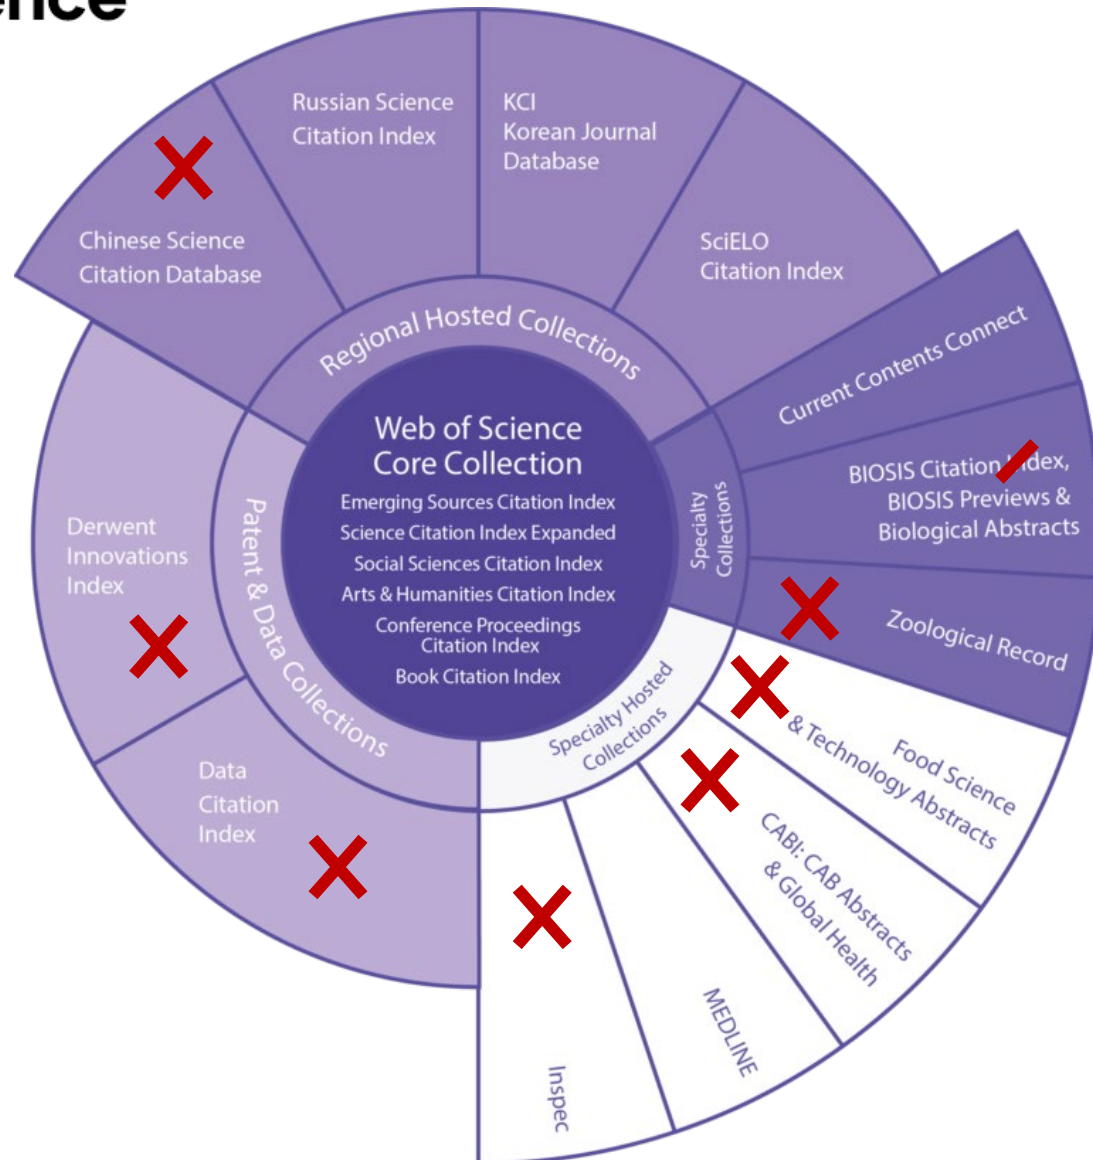 Russian Science
Citation Index
KCI
Korean Journal
Database
Chinese Science
Citation Database
SciELO
Citation Index
Regional Hosted Collections
Current Contents Connect
BIOSIS Citation Index,
BIOSIS Previews &
Biological Abstracts
Zoological Record
Specialty
Collections
Web of Science
Core Collection
Emerging Sources Citation Index
Science Citation Index Expanded
Social Sciences Citation Index
Arts & Humanities Citation Index
Conference Proceedings
Citation Index
Book Citation Index
Patent & Data Collections
Derwent
Innovations
Index
Data
Citation
Index
Specialty Hosted
Collections
Food Science
& Technology Abstracts
CABI: CAB Abstracts
& Global Health
MEDLINE
Inspec